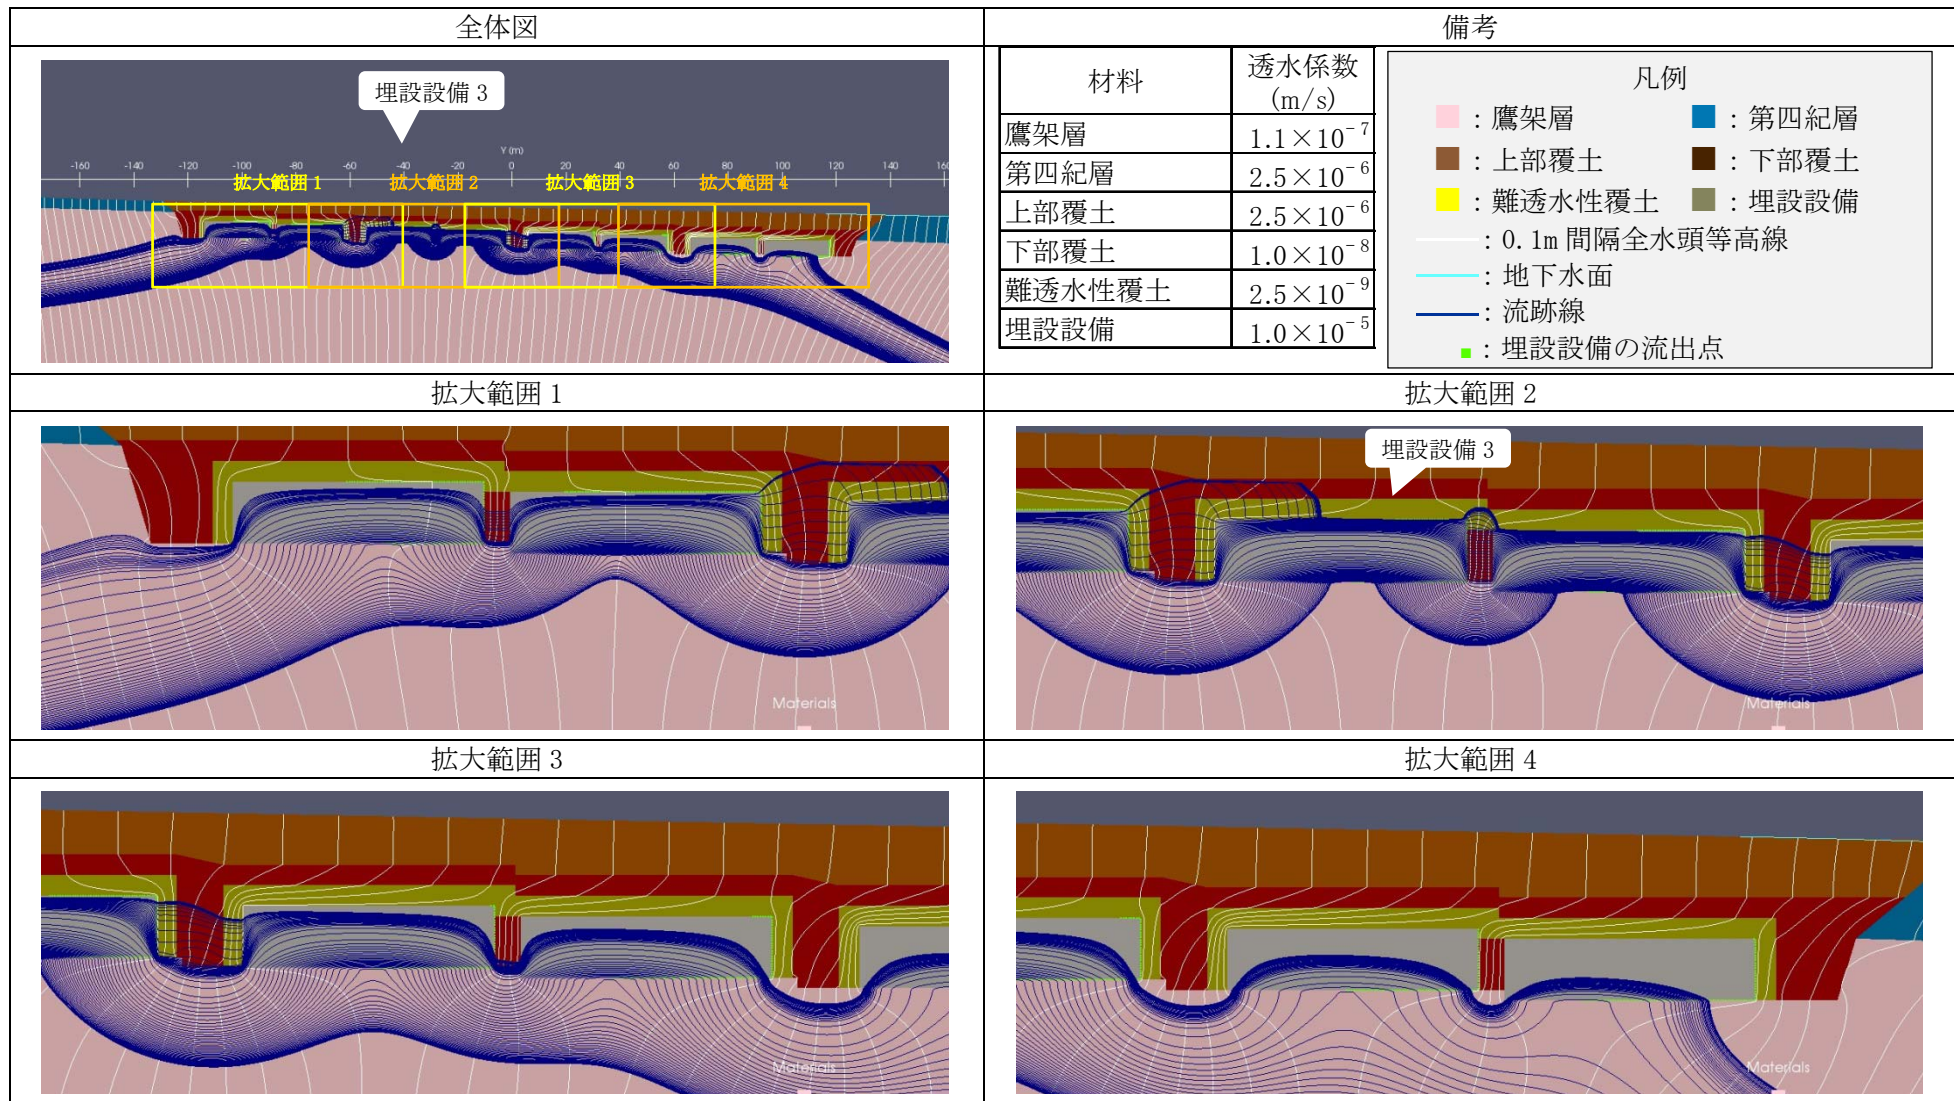 全体図
備考
埋設設備 3
Y (m)
-160 -140 -120 -100 -80 -60 -40 -20 0 20 40 60 80 100 120 140 160
拡大範囲 1
拡大範囲 2
拡大範囲 3
拡大範囲 4
材料 透水係数
(m/s)
鷹架層 1.1×10⁻⁷
第四紀層 2.5×10⁻⁶
上部覆土 2.5×10⁻⁶
下部覆土 1.0×10⁻⁸
難透水性覆土 2.5×10⁻⁹
埋設設備 1.0×10⁻⁵
凡例
：鷹架層 ：第四紀層
：上部覆土 ：下部覆土
：難透水性覆土 ：埋設設備
：0.1m 間隔全水頭等高線
：地下水面
：流跡線
：埋設設備の流出点
拡大範囲 1
拡大範囲 2
埋設設備 3
Materials
Materials
拡大範囲 3
拡大範囲 4
Materials
Materials